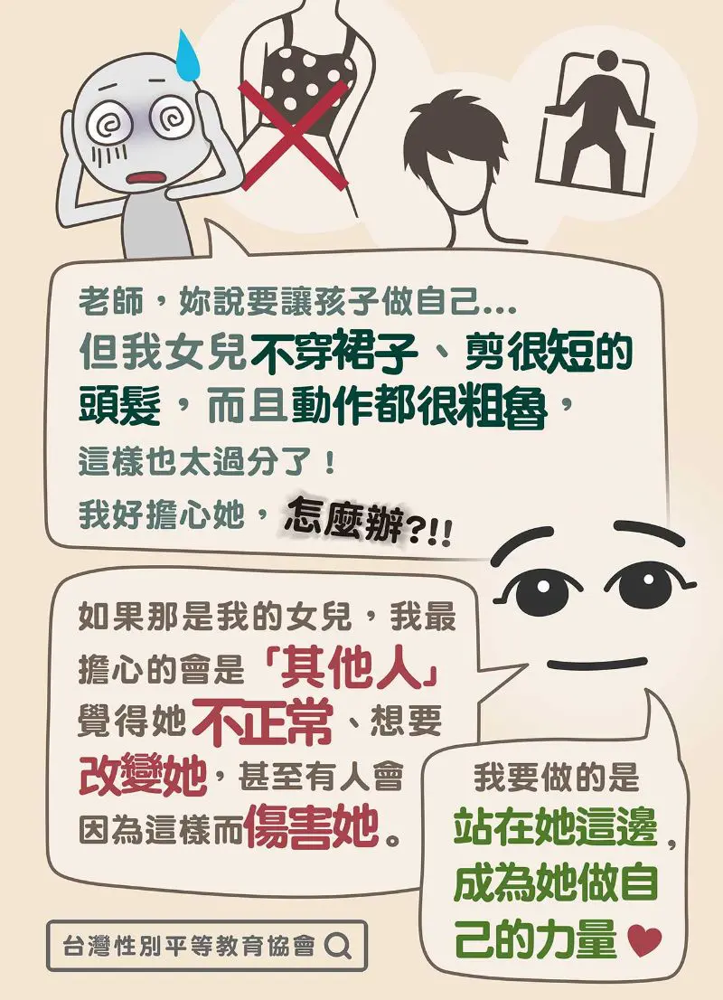 老師，妳說要讓孩子做自己...
但我女兒不穿裙子、剪很短的
頭髮，而且動作都很粗魯，
這樣也太過分了！
我好擔心她，怎麼辦?!!
如果那是我的女兒，我最
擔心的會是「其他人」
覺得她不正常、想要
改變她，甚至有人會
因為這樣而傷害她。
我要做的是
站在她這邊，
成為她做自
己的力量
台灣性別平等教育協會